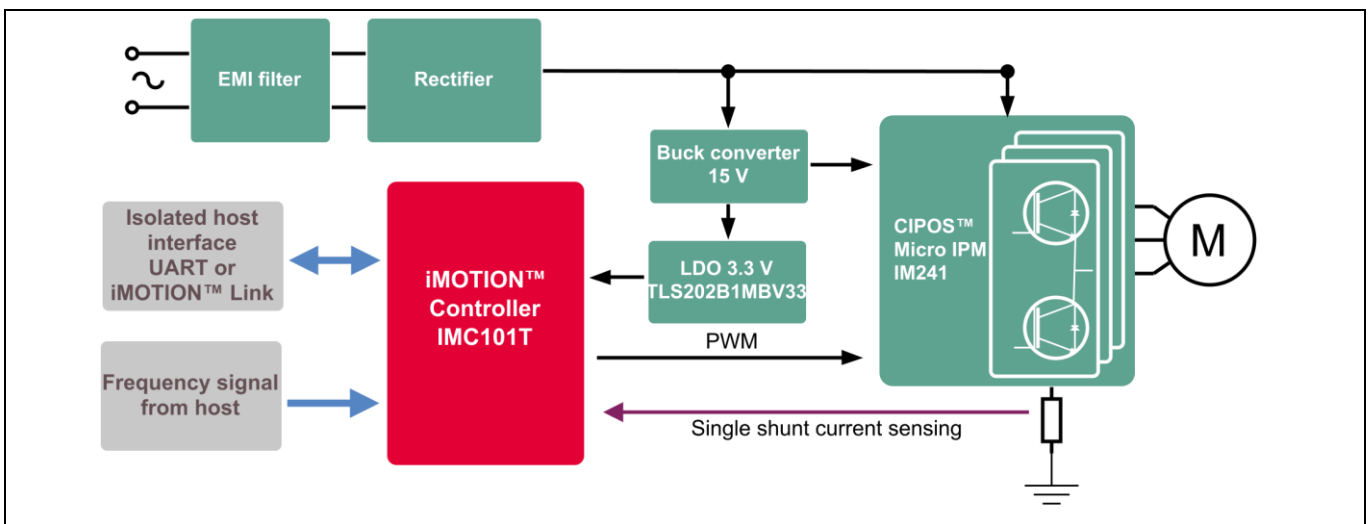 EMI filter
Rectifier
Buck converter
15 V
CIPOS™
Micro IPM
IM241
M
Isolated host
interface
UART or
iMOTION™ Link
iMOTION™
Controller
IMC101T
LDO 3.3 V
TLS202B1MBV33
PWM
Frequency signal
from host
Single shunt current sensing